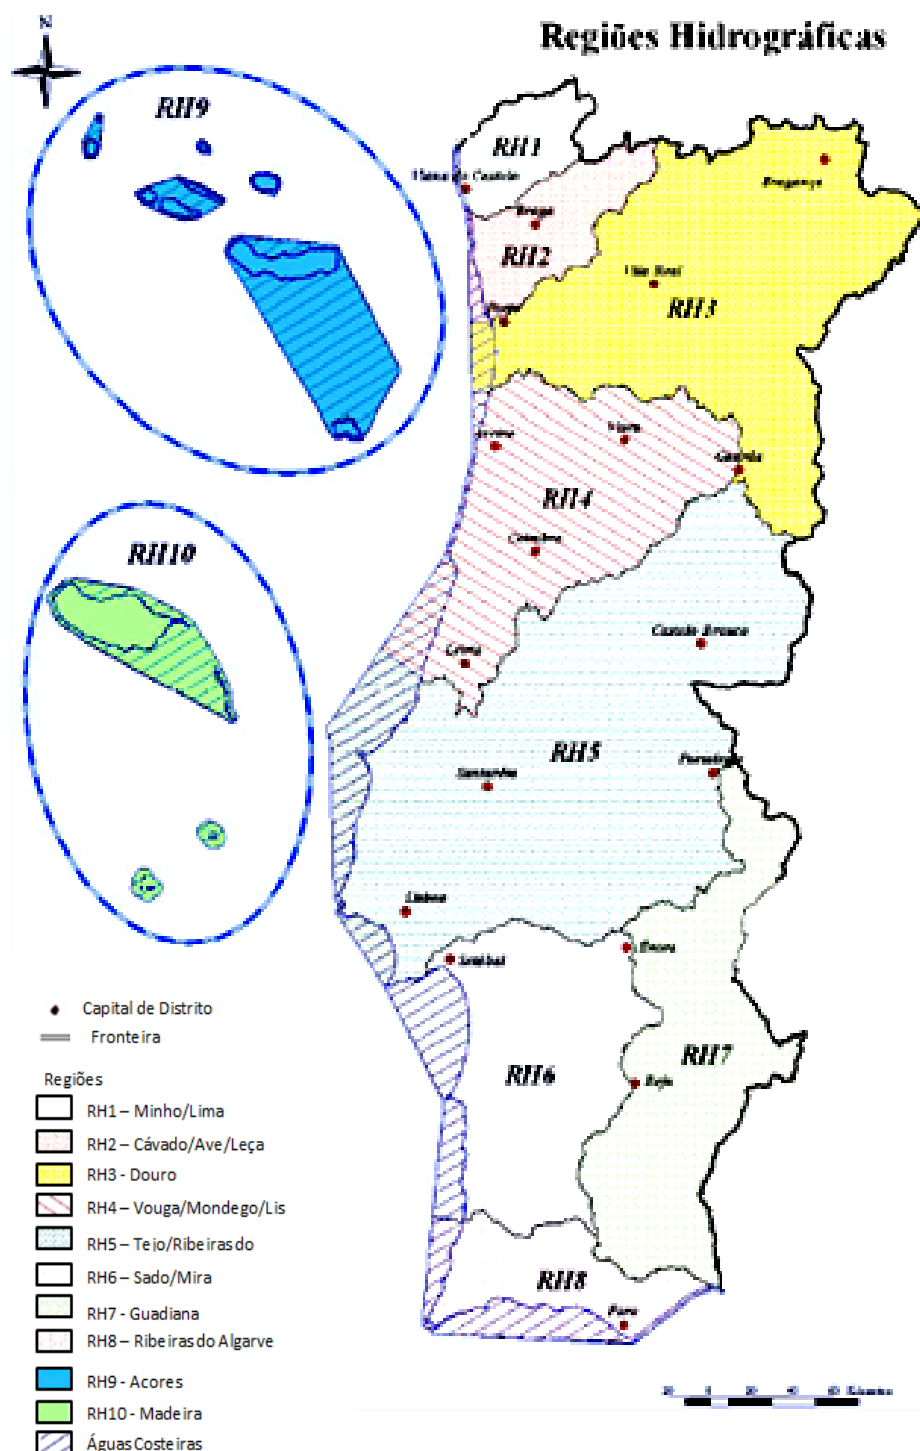 N
Regiões Hidrográficas
RH9
RH1
Viana do Castelo
Bragança
Braga
RH2
Vila Real
RH3
Porto
Aveiro
Viseu
Guarda
RH4
Coimbra
RH10
Castelo Branco
Leiria
RH5
Portalegre
Santarém
Lisboa
Évora
Setúbal
RH6
RH7
Beja
RH8
Faro
Capital de Distrito
Fronteira
Regiões
RH1 – Minho/Lima
RH2 – Cávado/Ave/Leça
RH3 - Douro
RH4 – Vouga/Mondego/Lis
RH5 – Tejo/Ribeiras do
RH6 – Sado/Mira
RH7 - Guadiana
RH8 – Ribeiras do Algarve
RH9 - Acores
RH10 - Madeira
Águas Costeiras